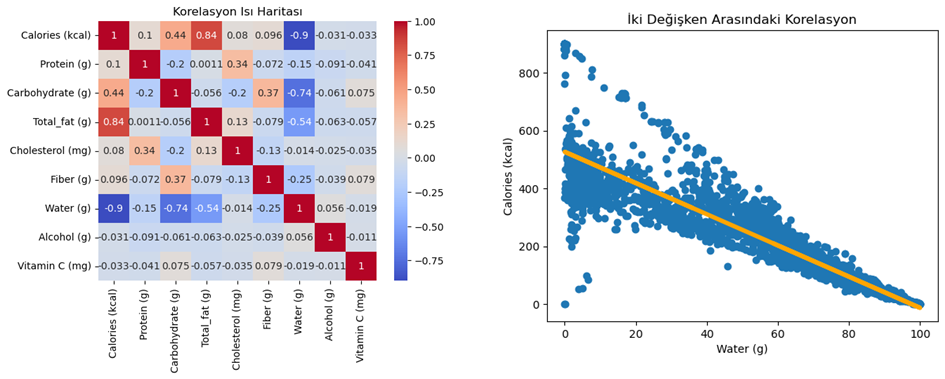 Korelasyon Isı Haritası
Calories (kcal) 1 0.1 0.44 0.84 0.08 0.096 -0.9 -0.031 -0.033
Protein (g) 0.1 1 -0.2 0.0011 0.34 -0.072 -0.15 -0.091 -0.041
Carbohydrate (g) 0.44 -0.2 1 -0.056 -0.2 0.37 -0.74 -0.061 0.075
Total_fat (g) 0.84 0.0011 -0.056 1 0.13 -0.079 -0.54 -0.063 -0.057
Cholesterol (mg) 0.08 0.34 -0.2 0.13 1 -0.13 -0.014 -0.025 -0.035
Fiber (g) 0.096 -0.072 0.37 -0.079 -0.13 1 -0.25 -0.039 0.079
Water (g) -0.9 -0.15 -0.74 -0.54 -0.014 -0.25 1 0.056 -0.019
Alcohol (g) -0.031 -0.091 -0.061 -0.063 -0.025 -0.039 0.056 1 -0.011
Vitamin C (mg) -0.033 -0.041 0.075 -0.057 -0.035 0.079 -0.019 -0.011 1
Calories (kcal)
Protein (g)
Carbohydrate (g)
Total_fat (g)
Cholesterol (mg)
Fiber (g)
Water (g)
Alcohol (g)
Vitamin C (mg)
1.00
0.75
0.50
0.25
0.00
-0.25
-0.50
-0.75
İki Değişken Arasındaki Korelasyon
Calories (kcal)
800
600
400
200
0
0 20 40 60 80 100
Water (g)